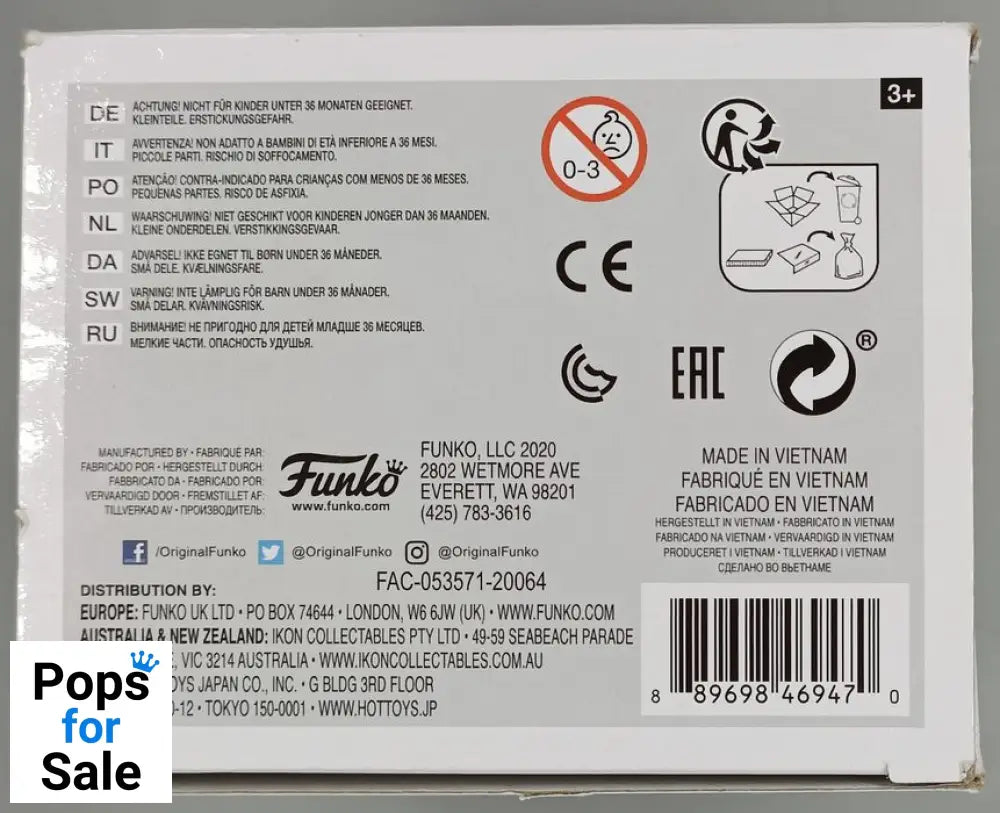 3+
DE ACHTUNG! NICHT FÜR KINDER UNTER 36 MONATEN GEEIGNET.
KLEINTEILE. ERSTICKUNGSGEFAHR.
IT AVVERTENZA! NON ADATTO A BAMBINI DI ETÀ INFERIORE A 36 MESI.
PICCOLE PARTI. RISCHIO DI SOFFOCAMENTO.
PO ATENÇÃO! CONTRA-INDICADO PARA CRIANÇAS COM MENOS DE 36 MESES.
PEQUENAS PARTES. RISCO DE ASFIXIA.
NL WAARSCHUWING! NIET GESCHIKT VOOR KINDEREN JONGER DAN 36 MAANDEN.
KLEINE ONDERDELEN. VERSTIKKINGSGEVAAR.
DA ADVARSEL! IKKE EGNET TIL BØRN UNDER 36 MÅNEDER.
SMÅ DELE. KVÆLNINGSFARE.
SW VARNING! INTE LÄMPLIG FÖR BARN UNDER 36 MÅNADER.
SMÅ DELAR. KVÄVNINGSRISK.
RU ВНИМАНИЕ! НЕ ПРИГОДНО ДЛЯ ДЕТЕЙ МЛАДШЕ 36 МЕСЯЦЕВ.
МЕЛКИЕ ЧАСТИ. ОПАСНОСТЬ УДУШЬЯ.
0-3
CE
EAC
®
MANUFACTURED BY • FABRIQUÉ PAR:
FABRICADO POR • HERGESTELLT DURCH:
FABBRICATO DA • FABRICADO POR:
VERVAARDIGD DOOR • FREMSTILLET AF:
TILLVERKAD AV • ПРОИЗВОДИТЕЛЬ:
Funko
www.funko.com
FUNKO, LLC 2020
2802 WETMORE AVE
EVERETT, WA 98201
(425) 783-3616
MADE IN VIETNAM
FABRIQUÉ EN VIETNAM
FABRICADO EN VIETNAM
HERGESTELLT IN VIETNAM • FABBRICATO IN VIETNAM
FABRICADO NA VIETNAM • VERVAARDIGD IN VIETNAM
PRODUCERET I VIETNAM • TILLVERKAD I VIETNAM
СДЕЛАНО ВО ВЬЕТНАМЕ
/OriginalFunko @OriginalFunko @OriginalFunko
FAC-053571-20064
DISTRIBUTION BY:
EUROPE: FUNKO UK LTD • PO BOX 74644 • LONDON, W6 6JW (UK) • WWW.FUNKO.COM
AUSTRALIA & NEW ZEALAND: IKON COLLECTABLES PTY LTD • 49-59 SEABEACH PARADE
E, VIC 3214 AUSTRALIA • WWW.IKONCOLLECTABLES.COM.AU
OYS JAPAN CO., INC. • G BLDG 3RD FLOOR
0-12 • TOKYO 150-0001 • WWW.HOTTOYS.JP
8 89698 46947 0
Pops
for
Sale